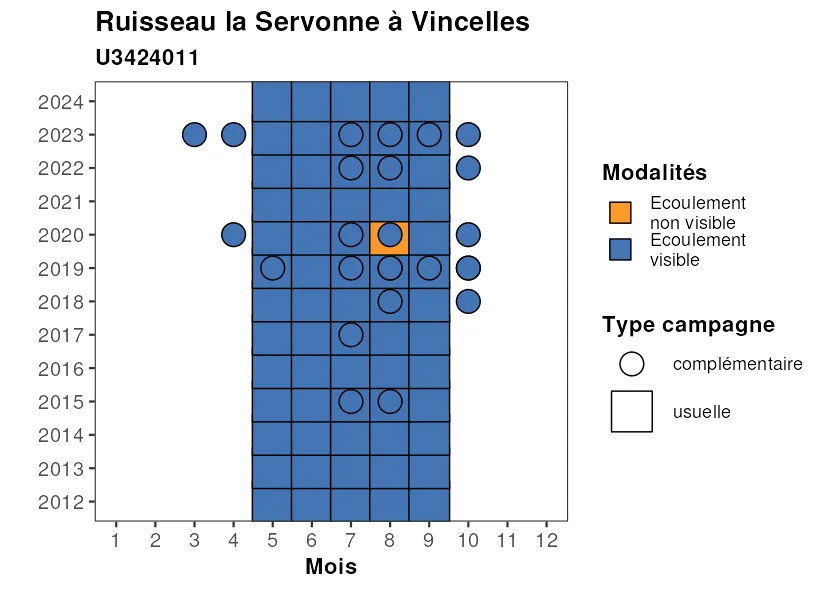 Ruisseau la Servonne à Vincelles
U3424011
2024
2023
2022
2021
2020
2019
2018
2017
2016
2015
2014
2013
2012
1 2 3 4 5 6 7 8 9 10 11 12
Mois
Modalités
Ecoulement
non visible
Ecoulement
visible
Type campagne
complémentaire
usuelle